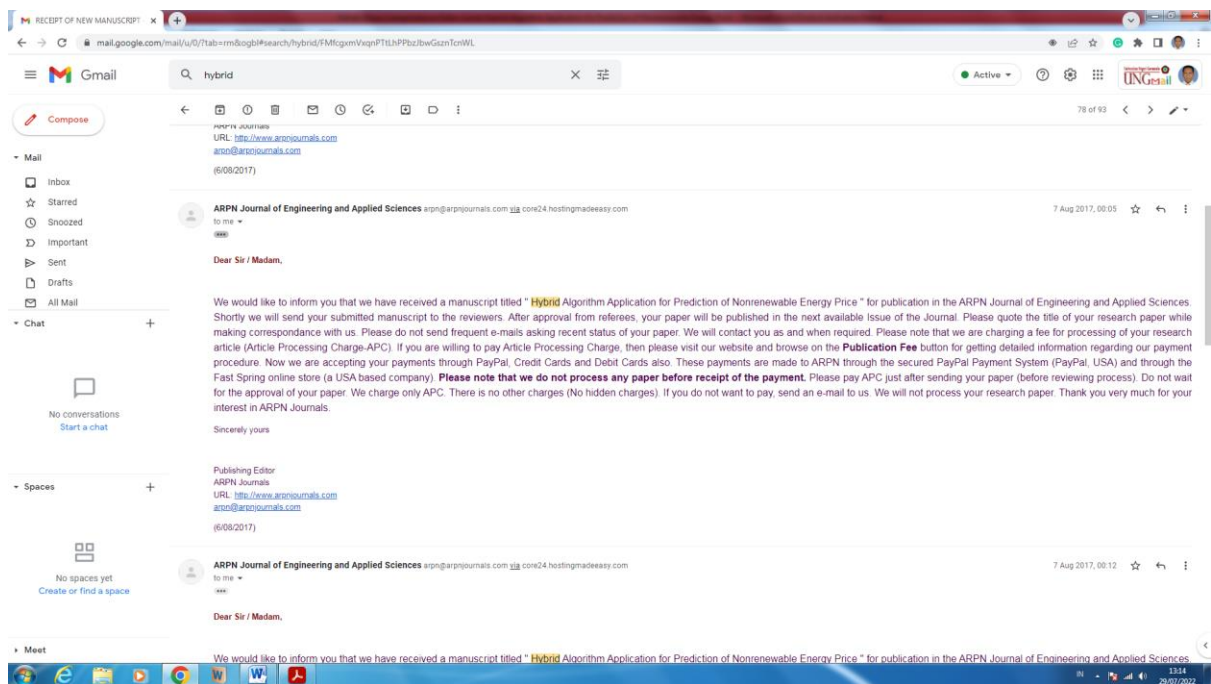 RECEIPT OF NEW MANUSCRIPT
mail.google.com/mail/u/0/?tab=rm&ogbl#search/hybrid/FMfcgxmVxqnPTtLhPPbzJbwGsznTcnWL
Gmail
hybrid
Active
UNGmail
Compose
78 of 93
Mail
Inbox
Starred
Snoozed
Important
Sent
Drafts
All Mail
Chat
No conversations
Start a chat
Spaces
No spaces yet
Create or find a space
Meet
ARPN Journals
URL: http://www.arpnjournals.com
arpn@arpnjournals.com
(6/08/2017)
ARPN Journal of Engineering and Applied Sciences arpn@arpnjournals.com via core24.hostingmadeeasy.com
7 Aug 2017, 00:05
to me
Dear Sir / Madam,
We would like to inform you that we have received a manuscript titled " Hybrid Algorithm Application for Prediction of Nonrenewable Energy Price " for publication in the ARPN Journal of Engineering and Applied Sciences.
Shortly we will send your submitted manuscript to the reviewers. After approval from referees, your paper will be published in the next available Issue of the Journal. Please quote the title of your research paper while
making correspondance with us. Please do not send frequent e-mails asking recent status of your paper. We will contact you as and when required. Please note that we are charging a fee for processing of your research
article (Article Processing Charge-APC). If you are willing to pay Article Processing Charge, then please visit our website and browse on the Publication Fee button for getting detailed information regarding our payment
procedure. Now we are accepting your payments through PayPal, Credit Cards and Debit Cards also. These payments are made to ARPN through the secured PayPal Payment System (PayPal, USA) and through the
Fast Spring online store (a USA based company). Please note that we do not process any paper before receipt of the payment. Please pay APC just after sending your paper (before reviewing process). Do not wait
for the approval of your paper. We charge only APC. There is no other charges (No hidden charges). If you do not want to pay, send an e-mail to us. We will not process your research paper. Thank you very much for your
interest in ARPN Journals.
Sincerely yours
Publishing Editor
ARPN Journals
URL: http://www.arpnjournals.com
arpn@arpnjournals.com
(6/08/2017)
ARPN Journal of Engineering and Applied Sciences arpn@arpnjournals.com via core24.hostingmadeeasy.com
7 Aug 2017, 00:12
to me
Dear Sir / Madam,
We would like to inform you that we have received a manuscript titled " Hybrid Algorithm Application for Prediction of Nonrenewable Energy Price " for publication in the ARPN Journal of Engineering and Applied Sciences.
IN
13:14
29/07/2022